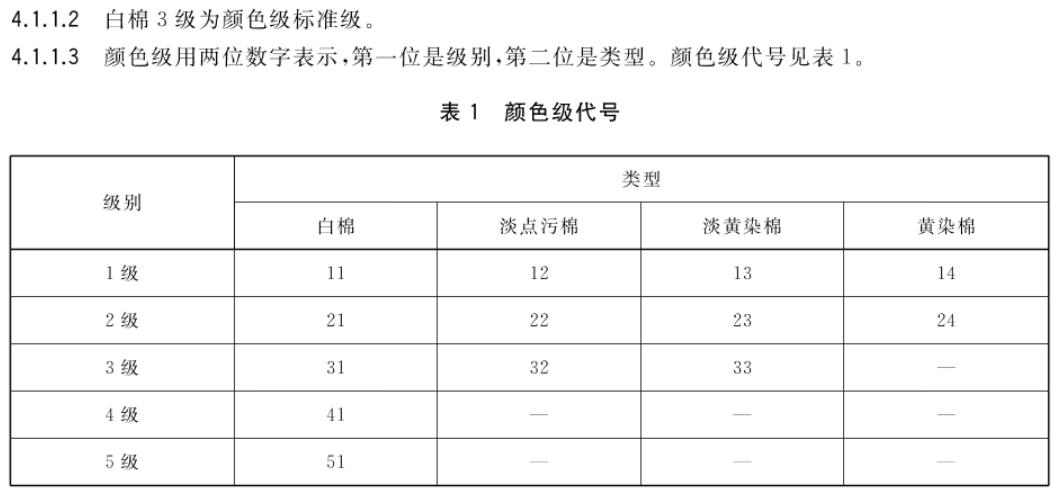 4.1.1.2 白棉 3 级为颜色级标准级。
4.1.1.3 颜色级用两位数字表示,第一位是级别,第二位是类型。颜色级代号见表 1。
表 1 颜色级代号
级别 类型
白棉 淡点污棉 淡黄染棉 黄染棉
1 级 11 12 13 14
2 级 21 22 23 24
3 级 31 32 33 —
4 级 41 — — —
5 级 51 — — —